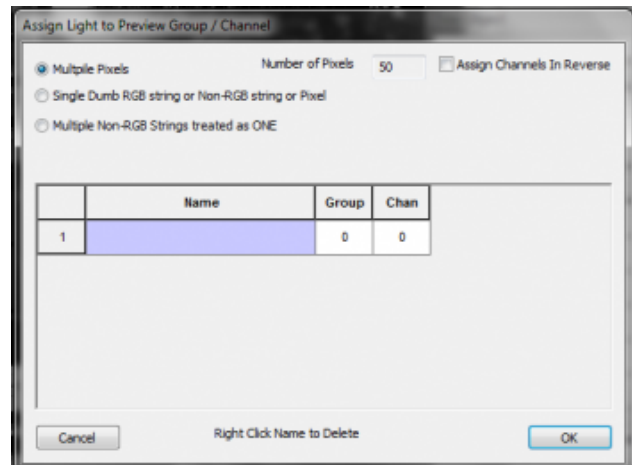 Assign Light to Preview Group / Channel
Multpile Pixels Number of Pixels 50 Assign Channels In Reverse
Single Dumb RGB string or Non-RGB string or Pixel
Multiple Non-RGB Strings treated as ONE
Name Group Chan
1 0 0
Cancel Right Click Name to Delete OK